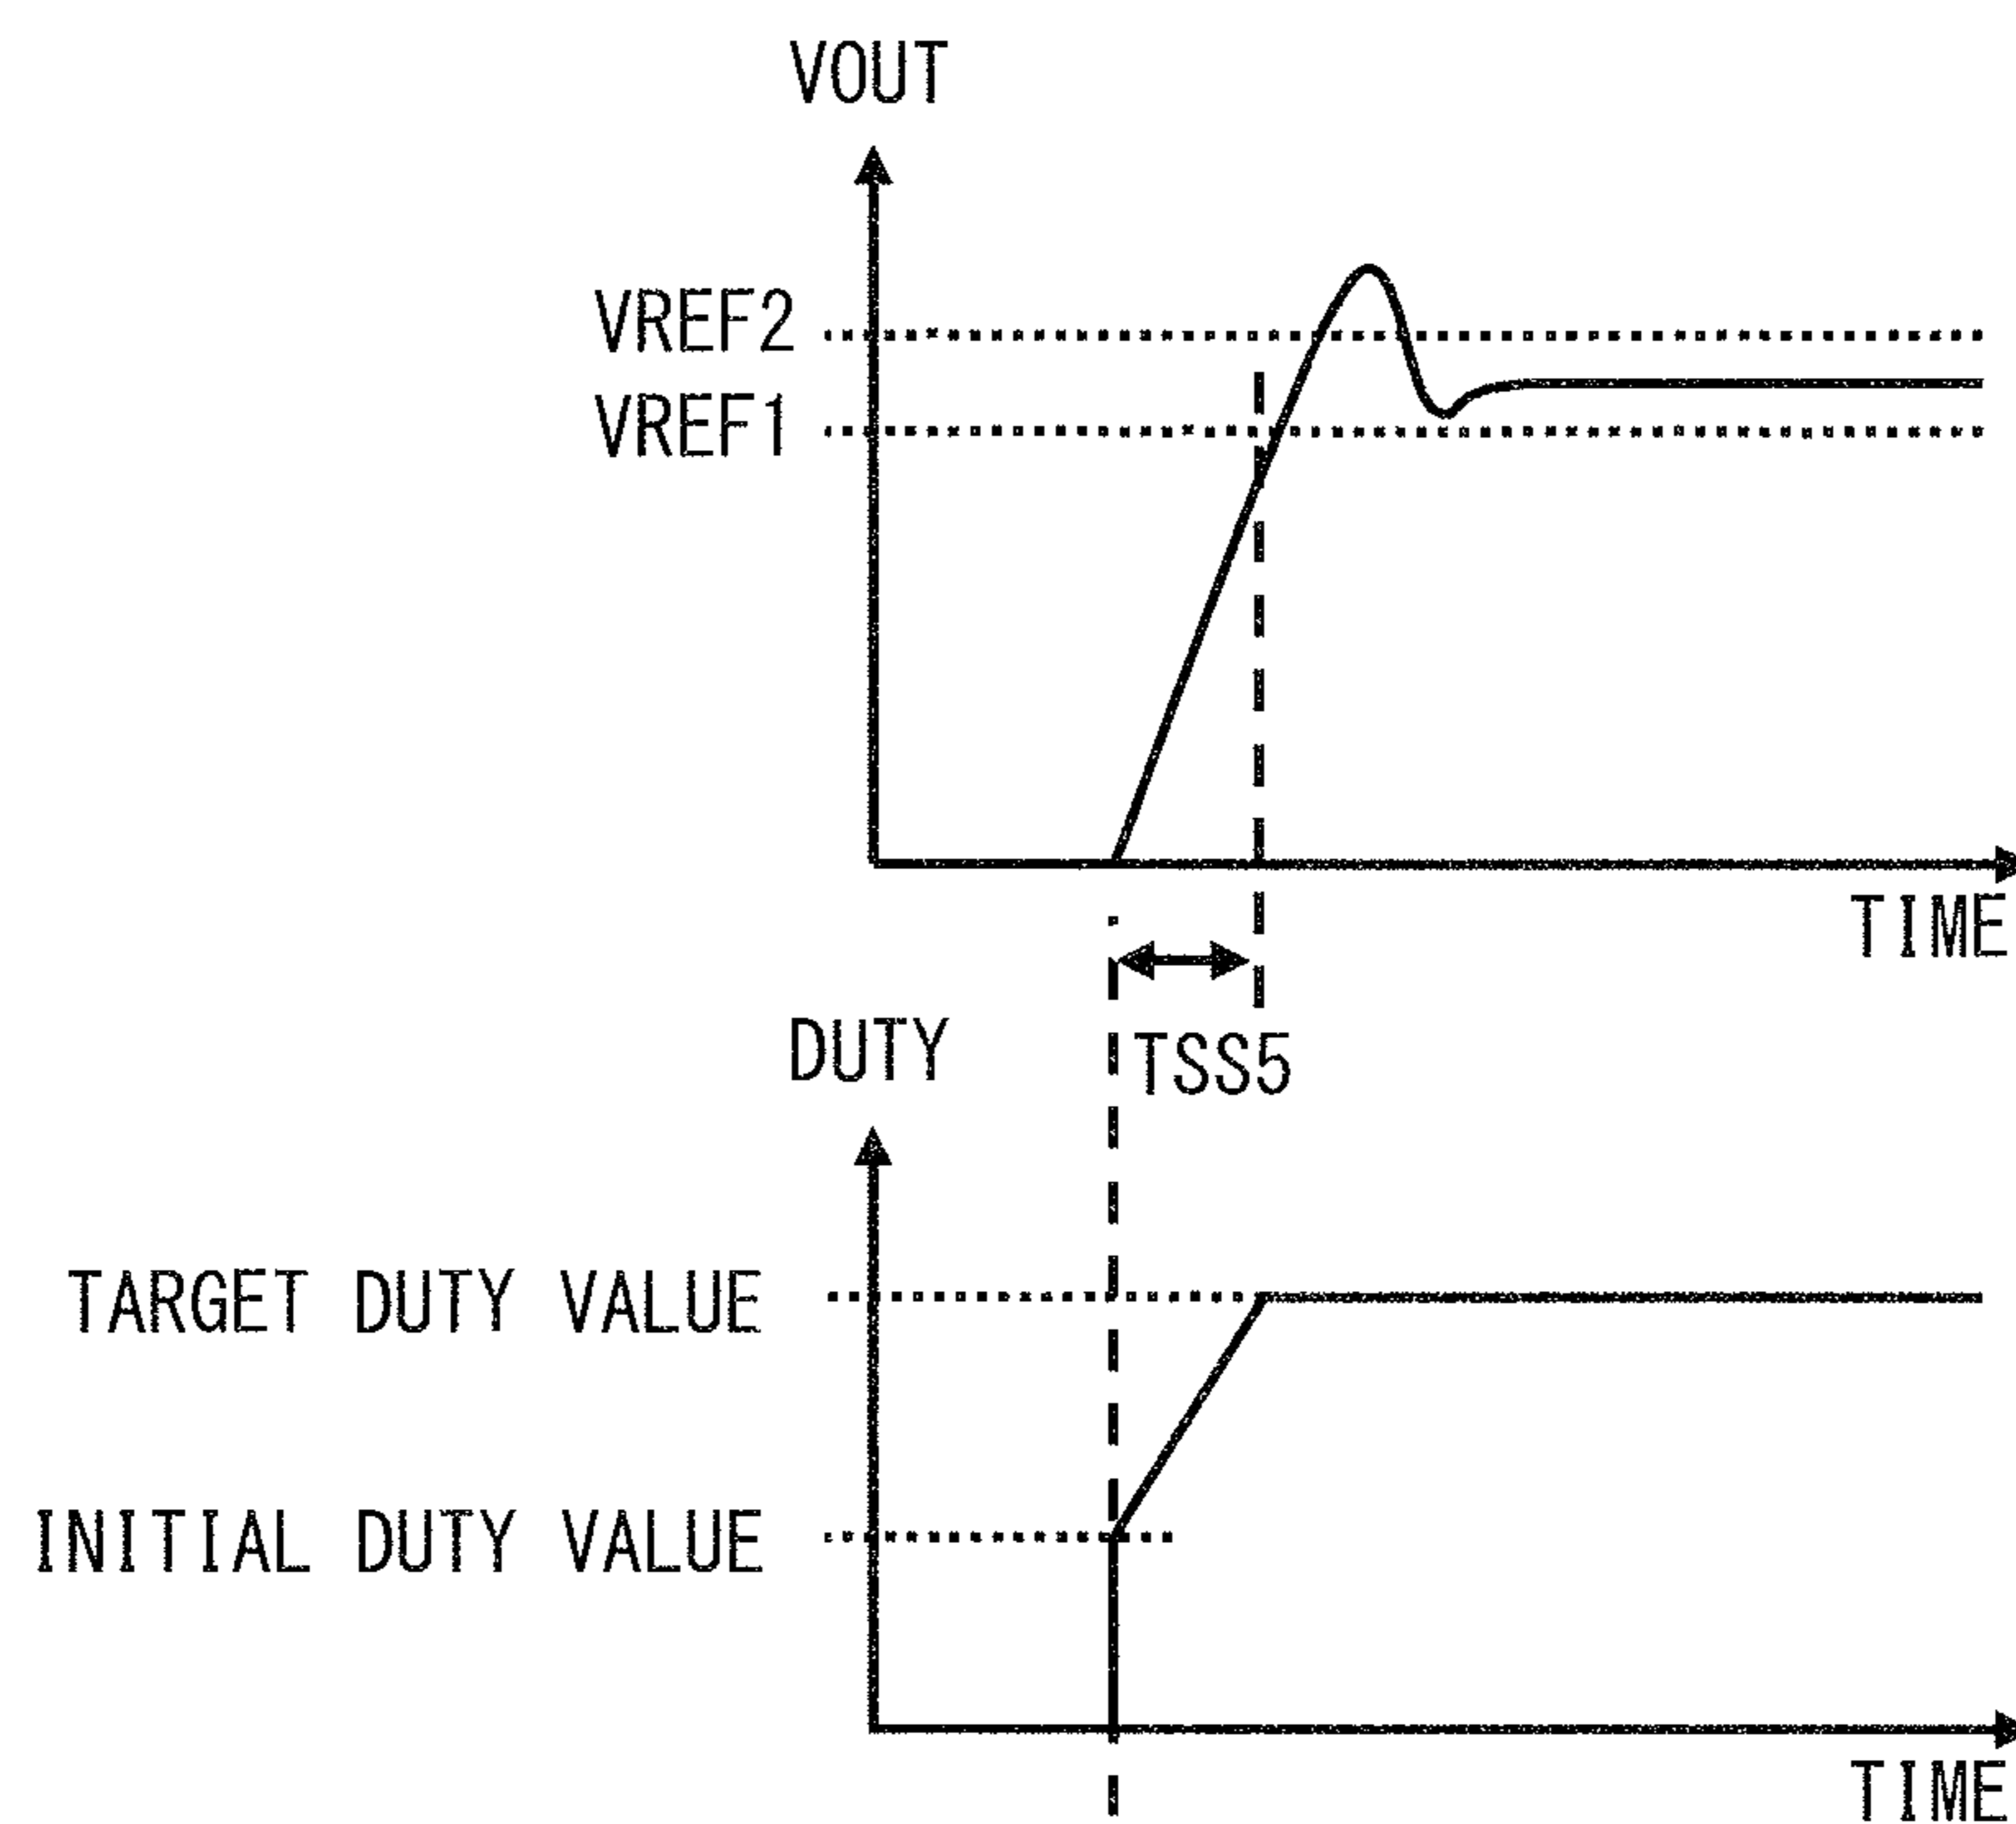 VOUT
VREF2
VREF1
TIME
TSS5
DUTY
TARGET DUTY VALUE
INITIAL DUTY VALUE
TIME